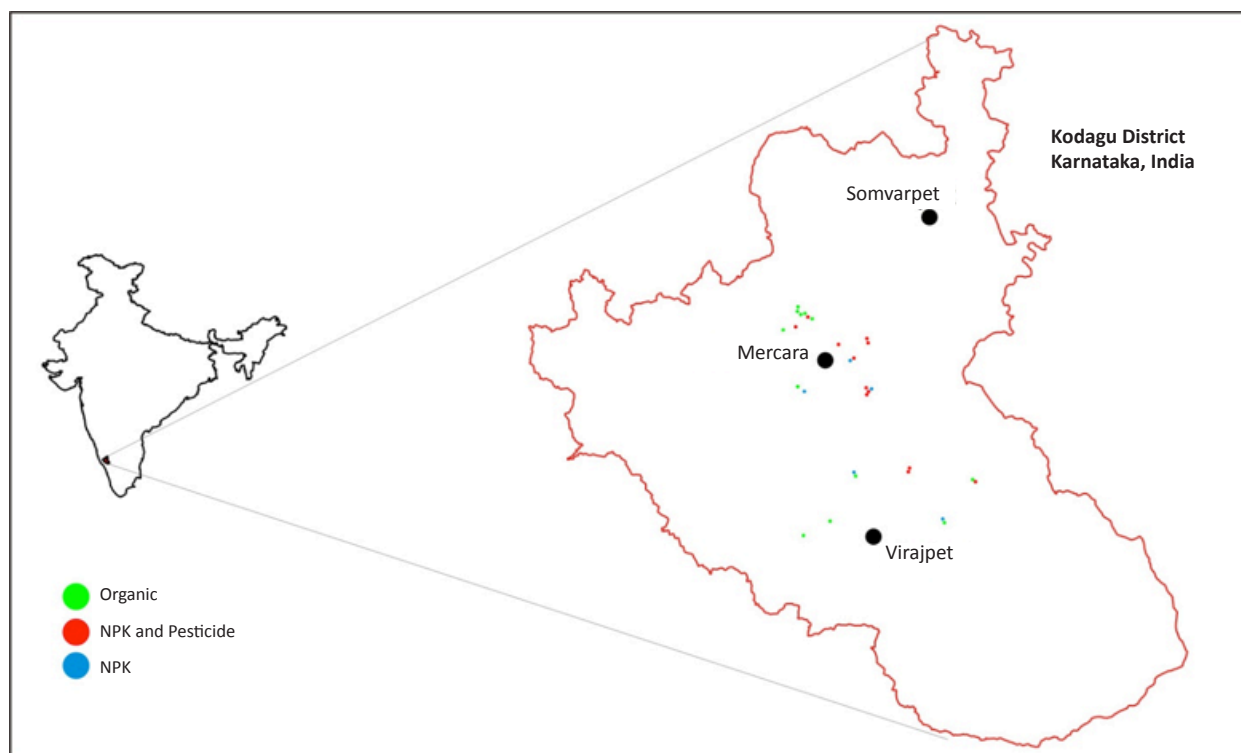 Kodagu District
Karnataka, India
Somvarpet
Mercara
Virajpet
Organic
NPK and Pesticide
NPK